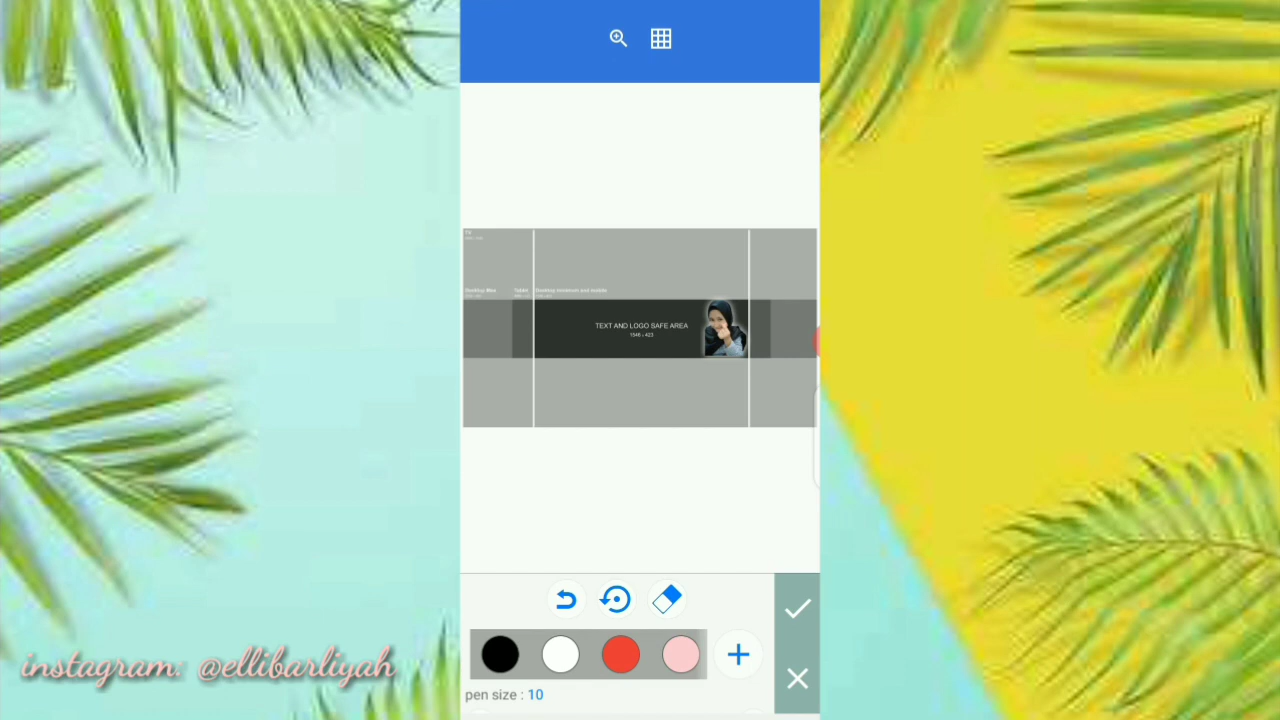 TV
Desktop Max
Tablet
Desktop minimum and mobile
TEXT AND LOGO SAFE AREA
1546 x 423
instagram: @ellibarliyah
pen size : 10